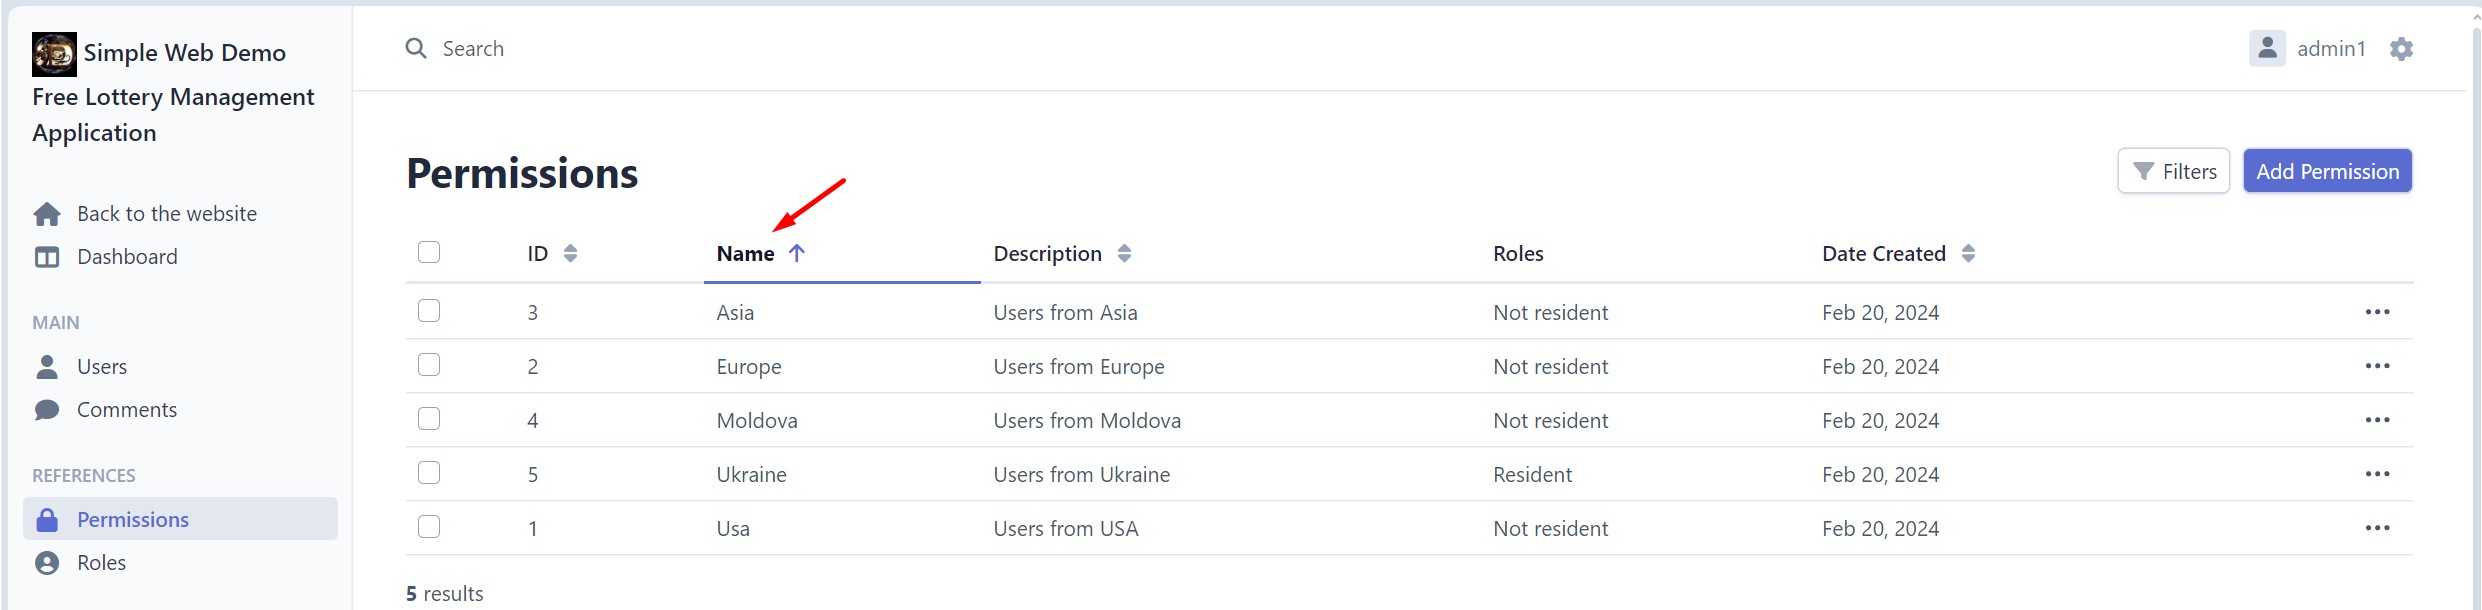 Simple Web Demo
Free Lottery Management
Application
Back to the website
Dashboard
MAIN
Users
Comments
REFERENCES
Permissions
Roles
Search
admin1
Permissions
Filters
Add Permission
ID Name Description Roles Date Created
3 Asia Users from Asia Not resident Feb 20, 2024
2 Europe Users from Europe Not resident Feb 20, 2024
4 Moldova Users from Moldova Not resident Feb 20, 2024
5 Ukraine Users from Ukraine Resident Feb 20, 2024
1 Usa Users from USA Not resident Feb 20, 2024
5 results